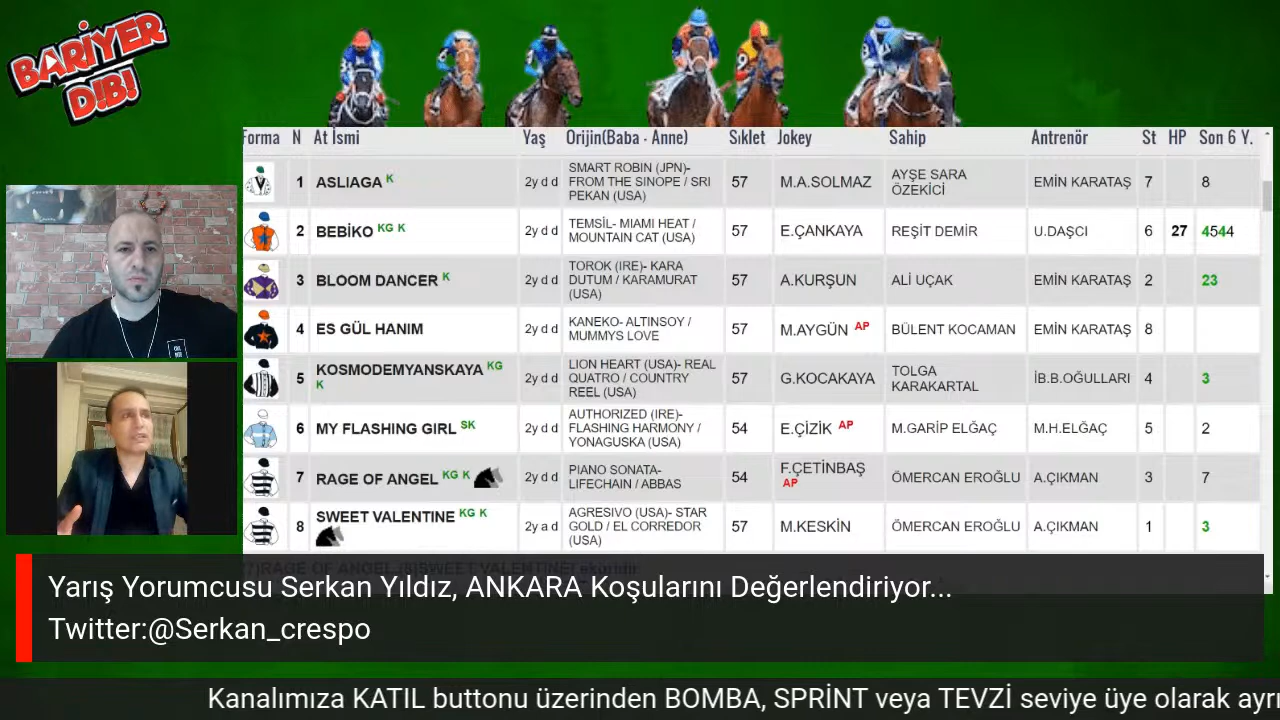 BARİYER
DİBİ
Forma N At İsmi Yaş Orijin(Baba - Anne) Sıklet Jokey Sahip Antrenör St HP Son 6 Y.
1 ASLIAGA K 2y d d SMART ROBIN (JPN)- FROM THE SINOPE / SRI PEKAN (USA) 57 M.A.SOLMAZ AYŞE SARA ÖZEKİCİ EMİN KARATAŞ 7 8
2 BEBİKO KG K 2y d d TEMSİL- MIAMI HEAT / MOUNTAIN CAT (USA) 57 E.ÇANKAYA REŞİT DEMİR U.DAŞCI 6 27 4544
3 BLOOM DANCER K 2y d d TOROK (IRE)- KARA DUTUM / KARAMURAT (USA) 57 A.KURŞUN ALİ UÇAK EMİN KARATAŞ 2 23
4 ES GÜL HANIM 2y d d KANEKO- ALTINSOY / MUMMYS LOVE 57 M.AYGÜN AP BÜLENT KOCAMAN EMİN KARATAŞ 8
5 KOSMODEMYANSKAYA KG K 2y d d LION HEART (USA)- REAL QUATRO / COUNTRY REEL (USA) 57 G.KOCAKAYA TOLGA KARAKARTAL İB.B.OĞULLARI 4 3
6 MY FLASHING GIRL SK 2y d d AUTHORIZED (IRE)- FLASHING HARMONY / YONAGUSKA (USA) 54 E.ÇİZİK AP M.GARİP ELĞAÇ M.H.ELĞAÇ 5 2
7 RAGE OF ANGEL KG K 2y d d PIANO SONATA- LIFECHAIN / ABBAS 54 F.ÇETİNBAŞ AP ÖMERCAN EROĞLU A.ÇIKMAN 3 7
8 SWEET VALENTINE KG K 2y a d AGRESIVO (USA)- STAR GOLD / EL CORREDOR (USA) 57 M.KESKİN ÖMERCAN EROĞLU A.ÇIKMAN 1 3
Yarış Yorumcusu Serkan Yıldız, ANKARA Koşularını Değerlendiriyor...
Twitter:@Serkan_crespo
Kanalımıza KATIL buttonu üzerinden BOMBA, SPRİNT veya TEVZİ seviye üye olarak ayrı